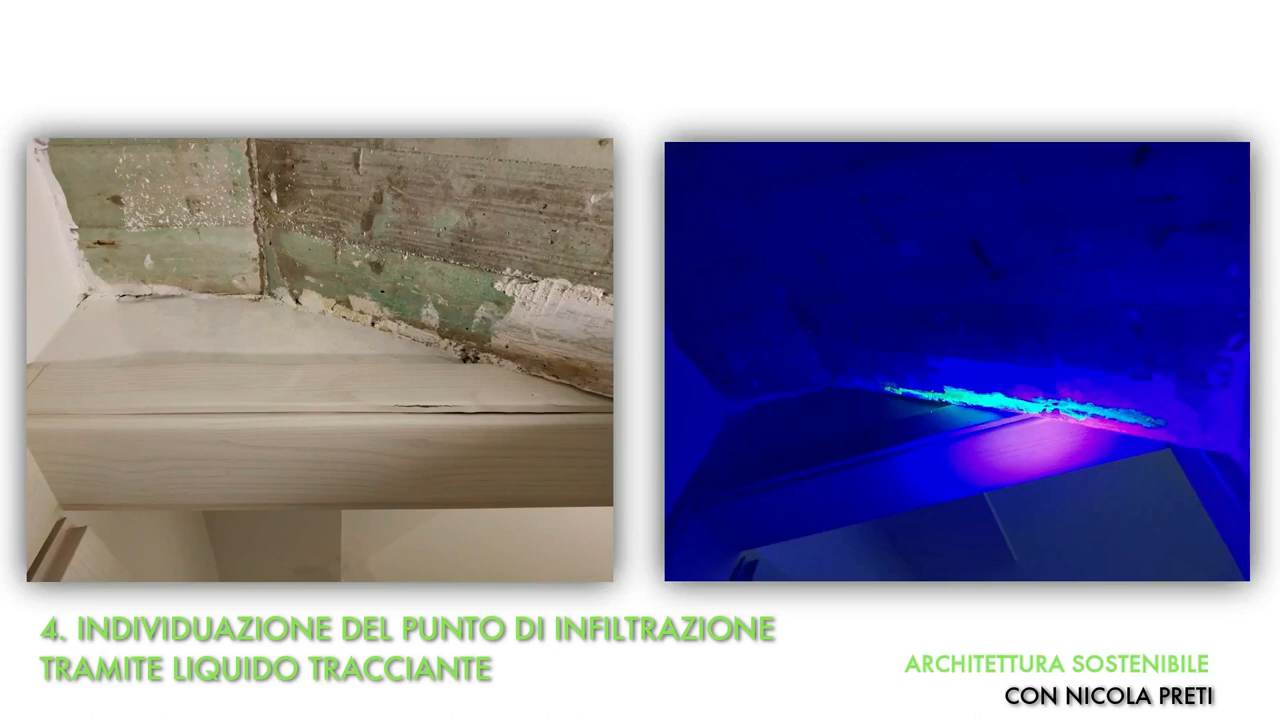 4. INDIVIDUAZIONE DEL PUNTO DI INFILTRAZIONE
TRAMITE LIQUIDO TRACCIANTE
ARCHITETTURA SOSTENIBILE
CON NICOLA PRETI